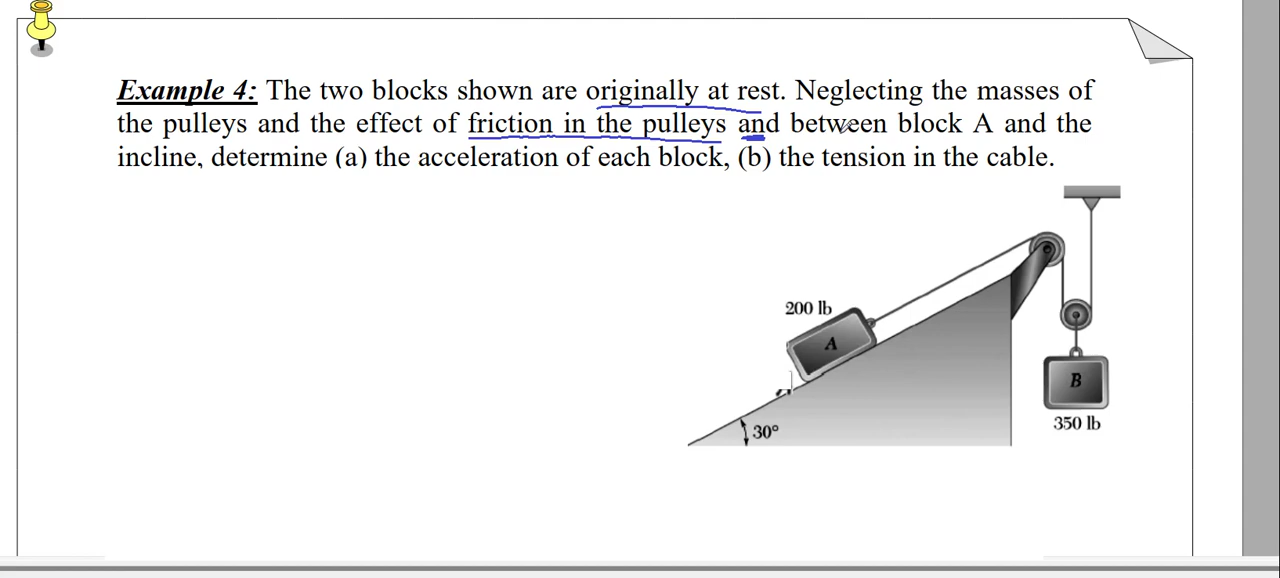 Example 4: The two blocks shown are originally at rest. Neglecting the masses of
the pulleys and the effect of friction in the pulleys and between block A and the
incline, determine (a) the acceleration of each block, (b) the tension in the cable.
200 lb
A
B
30°
350 lb